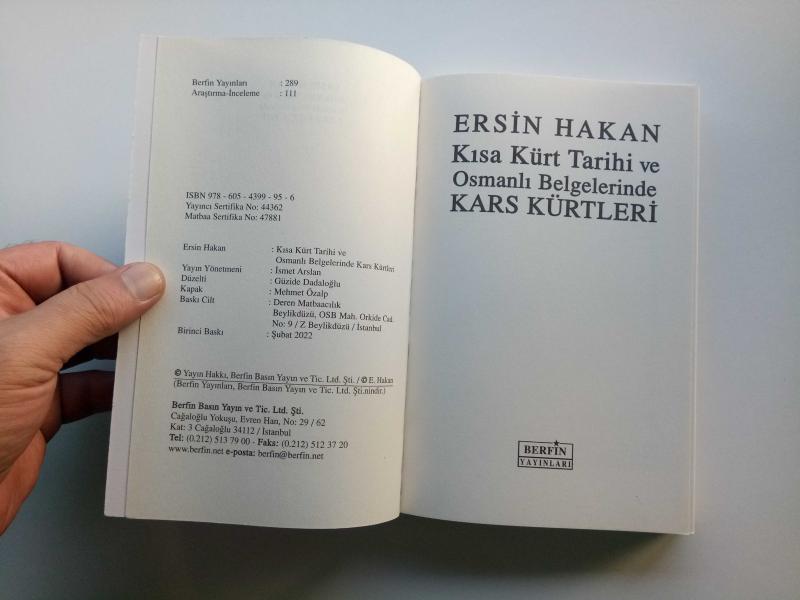 Berfin Yayınları : 289
Araştırma-İnceleme : 111
ISBN 978 - 605 - 4399 - 95 - 6
Yayıncı Sertifika No: 44362
Matbaa Sertifika No: 47881
Ersin Hakan : Kısa Kürt Tarihi ve
Osmanlı Belgelerinde Kars Kürtleri
Yayın Yönetmeni : İsmet Arslan
Düzelti : Güzide Dadaloğlu
Kapak : Mehmet Özalp
Baskı Cilt : Deren Matbaacılık
Beylikdüzü, OSB Mah. Orkide Cad.
No: 9 / Z Beylikdüzü / İstanbul
Birinci Baskı : Şubat 2022
© Yayın Hakkı, Berfin Basın Yayın ve Tic. Ltd. Şti. / © E. Hakan
(Berfin Yayınları, Berfin Basın Yayın ve Tic. Ltd. Şti.nindir.)
Berfin Basın Yayın ve Tic. Ltd. Şti.
Cağaloğlu Yokuşu, Evren Han, No: 29 / 62
Kat: 3 Cağaloğlu 34112 / İstanbul
Tel: (0.212) 513 79 00 - Faks: (0.212) 512 37 20
www.berfin.net e-posta: berfin@berfin.net
ERSİN HAKAN
Kısa Kürt Tarihi ve
Osmanlı Belgelerinde
KARS KÜRTLERİ
BERFİN
YAYINLARI